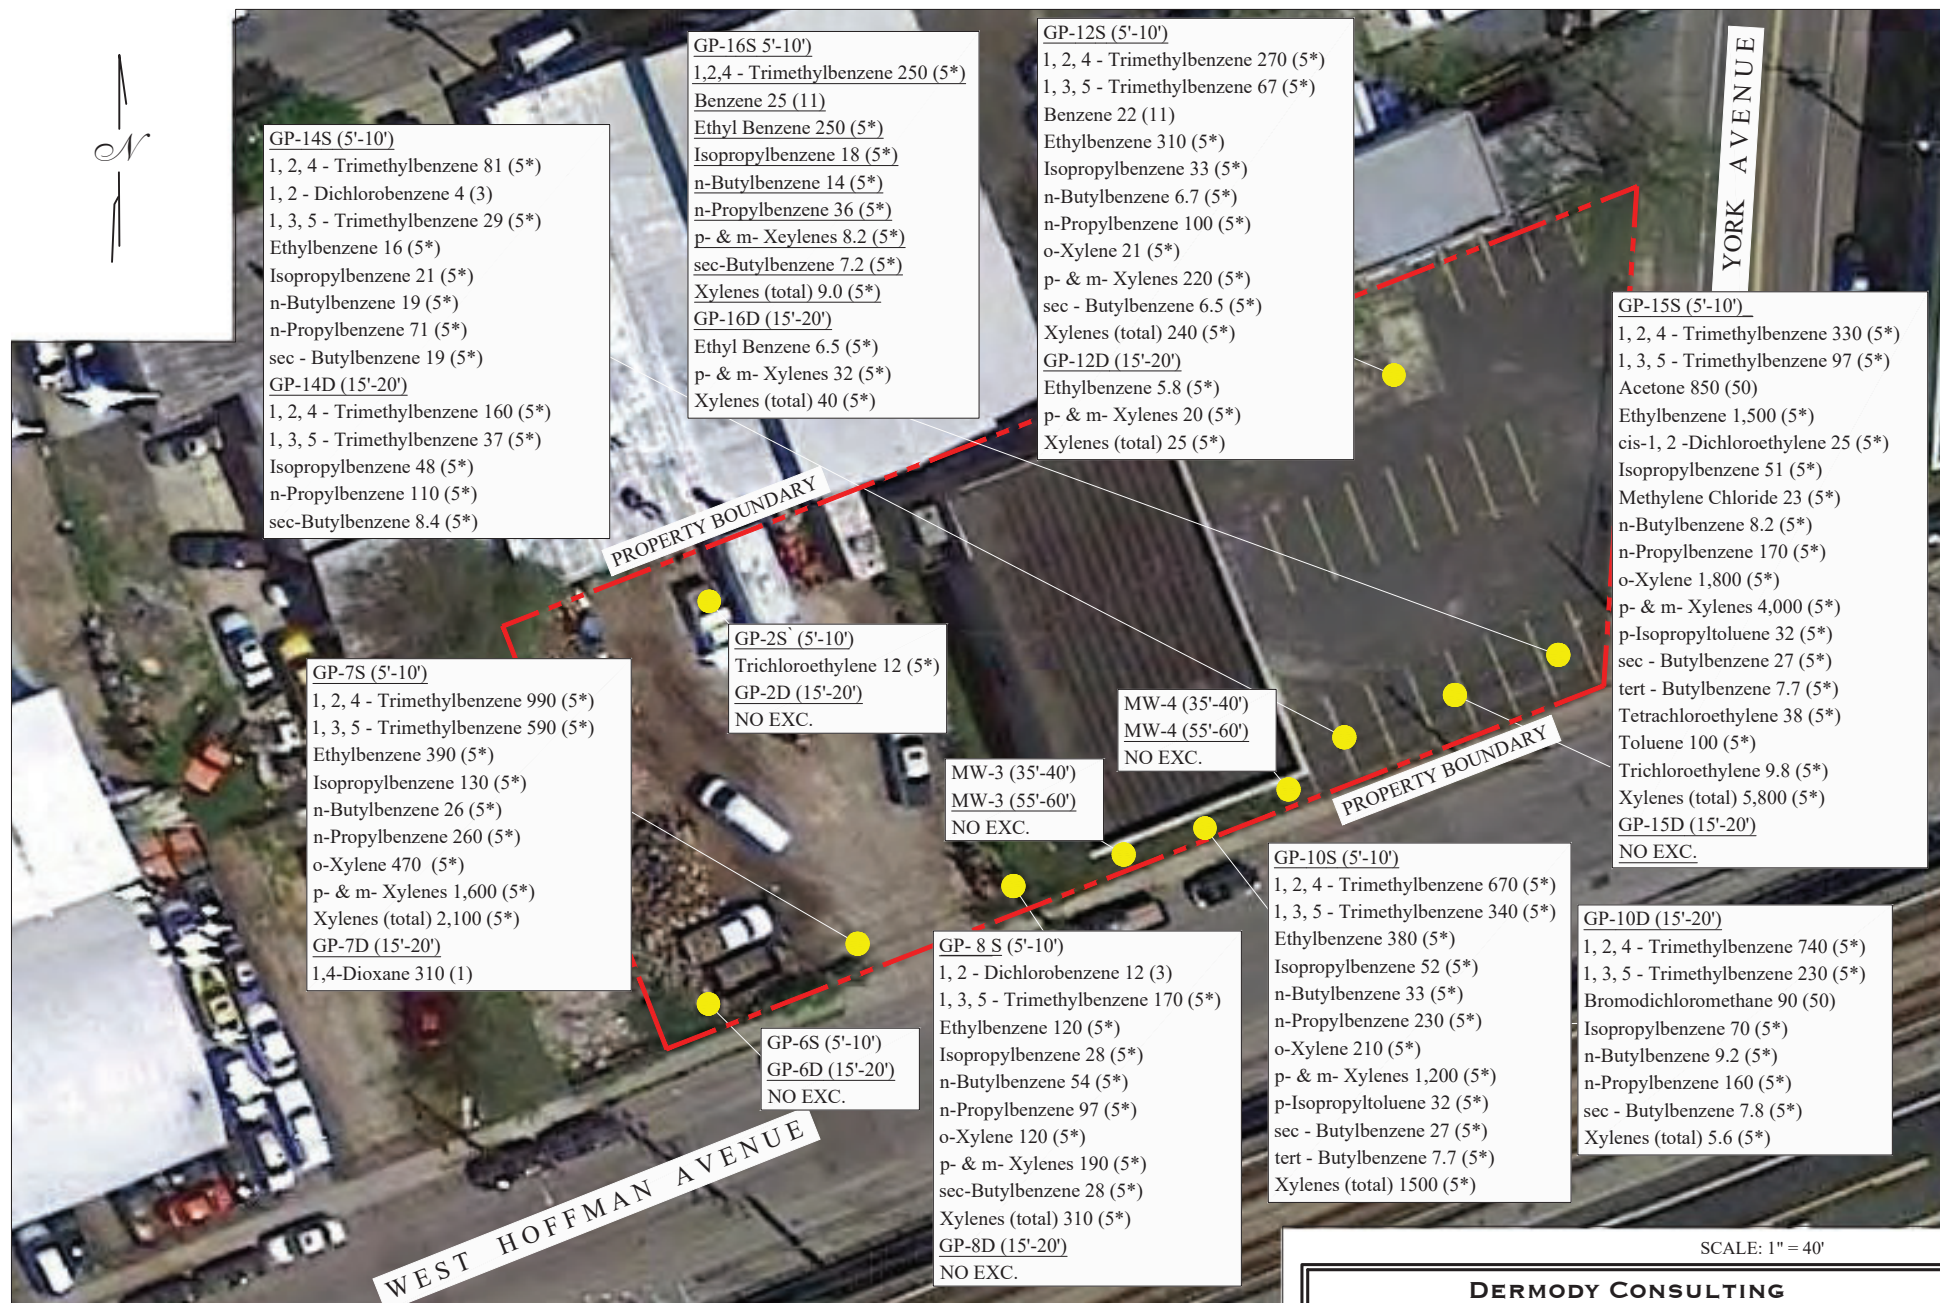 N
GP-14S (5'-10')
1, 2, 4 - Trimethylbenzene 81 (5*)
1, 2 - Dichlorobenzene 4 (3)
1, 3, 5 - Trimethylbenzene 29 (5*)
Ethylbenzene 16 (5*)
Isopropylbenzene 21 (5*)
n-Butylbenzene 19 (5*)
n-Propylbenzene 71 (5*)
sec - Butylbenzene 19 (5*)
GP-14D (15'-20')
1, 2, 4 - Trimethylbenzene 160 (5*)
1, 3, 5 - Trimethylbenzene 37 (5*)
Isopropylbenzene 48 (5*)
n-Propylbenzene 110 (5*)
sec-Butylbenzene 8.4 (5*)
GP-16S 5'-10')
1,2,4 - Trimethylbenzene 250 (5*)
Benzene 25 (11)
Ethyl Benzene 250 (5*)
Isopropylbenzene 18 (5*)
n-Butylbenzene 14 (5*)
n-Propylbenzene 36 (5*)
p- & m- Xeylenes 8.2 (5*)
sec-Butylbenzene 7.2 (5*)
Xylenes (total) 9.0 (5*)
GP-16D (15'-20')
Ethyl Benzene 6.5 (5*)
p- & m- Xylenes 32 (5*)
Xylenes (total) 40 (5*)
GP-12S (5'-10')
1, 2, 4 - Trimethylbenzene 270 (5*)
1, 3, 5 - Trimethylbenzene 67 (5*)
Benzene 22 (11)
Ethylbenzene 310 (5*)
Isopropylbenzene 33 (5*)
n-Butylbenzene 6.7 (5*)
n-Propylbenzene 100 (5*)
o-Xylene 21 (5*)
p- & m- Xylenes 220 (5*)
sec - Butylbenzene 6.5 (5*)
Xylenes (total) 240 (5*)
GP-12D (15'-20')
Ethylbenzene 5.8 (5*)
p- & m- Xylenes 20 (5*)
Xylenes (total) 25 (5*)
YORK AVENUE
GP-15S (5'-10')
1, 2, 4 - Trimethylbenzene 330 (5*)
1, 3, 5 - Trimethylbenzene 97 (5*)
Acetone 850 (50)
Ethylbenzene 1,500 (5*)
cis-1, 2 -Dichloroethylene 25 (5*)
Isopropylbenzene 51 (5*)
Methylene Chloride 23 (5*)
n-Butylbenzene 8.2 (5*)
n-Propylbenzene 170 (5*)
o-Xylene 1,800 (5*)
p- & m- Xylenes 4,000 (5*)
p-Isopropyltoluene 32 (5*)
sec - Butylbenzene 27 (5*)
tert - Butylbenzene 7.7 (5*)
Tetrachloroethylene 38 (5*)
Toluene 100 (5*)
Trichloroethylene 9.8 (5*)
Xylenes (total) 5,800 (5*)
GP-15D (15'-20')
NO EXC.
PROPERTY BOUNDARY
GP-2S` (5'-10')
Trichloroethylene 12 (5*)
GP-2D (15'-20')
NO EXC.
GP-7S (5'-10')
1, 2, 4 - Trimethylbenzene 990 (5*)
1, 3, 5 - Trimethylbenzene 590 (5*)
Ethylbenzene 390 (5*)
Isopropylbenzene 130 (5*)
n-Butylbenzene 26 (5*)
n-Propylbenzene 260 (5*)
o-Xylene 470 (5*)
p- & m- Xylenes 1,600 (5*)
Xylenes (total) 2,100 (5*)
GP-7D (15'-20')
1,4-Dioxane 310 (1)
MW-4 (35'-40')
MW-4 (55'-60')
NO EXC.
MW-3 (35'-40')
MW-3 (55'-60')
NO EXC.
PROPERTY BOUNDARY
GP-6S (5'-10')
GP-6D (15'-20')
NO EXC.
GP- 8 S (5'-10')
1, 2 - Dichlorobenzene 12 (3)
1, 3, 5 - Trimethylbenzene 170 (5*)
Ethylbenzene 120 (5*)
Isopropylbenzene 28 (5*)
n-Butylbenzene 54 (5*)
n-Propylbenzene 97 (5*)
o-Xylene 120 (5*)
p- & m- Xylenes 190 (5*)
sec-Butylbenzene 28 (5*)
Xylenes (total) 310 (5*)
GP-8D (15'-20')
NO EXC.
GP-10S (5'-10')
1, 2, 4 - Trimethylbenzene 670 (5*)
1, 3, 5 - Trimethylbenzene 340 (5*)
Ethylbenzene 380 (5*)
Isopropylbenzene 52 (5*)
n-Butylbenzene 33 (5*)
n-Propylbenzene 230 (5*)
o-Xylene 210 (5*)
p- & m- Xylenes 1,200 (5*)
p-Isopropyltoluene 32 (5*)
sec - Butylbenzene 27 (5*)
tert - Butylbenzene 7.7 (5*)
Xylenes (total) 1500 (5*)
GP-10D (15'-20')
1, 2, 4 - Trimethylbenzene 740 (5*)
1, 3, 5 - Trimethylbenzene 230 (5*)
Bromodichloromethane 90 (50)
Isopropylbenzene 70 (5*)
n-Butylbenzene 9.2 (5*)
n-Propylbenzene 160 (5*)
sec - Butylbenzene 7.8 (5*)
Xylenes (total) 5.6 (5*)
WEST HOFFMAN AVENUE
SCALE: 1" = 40'
DERMODY CONSULTING